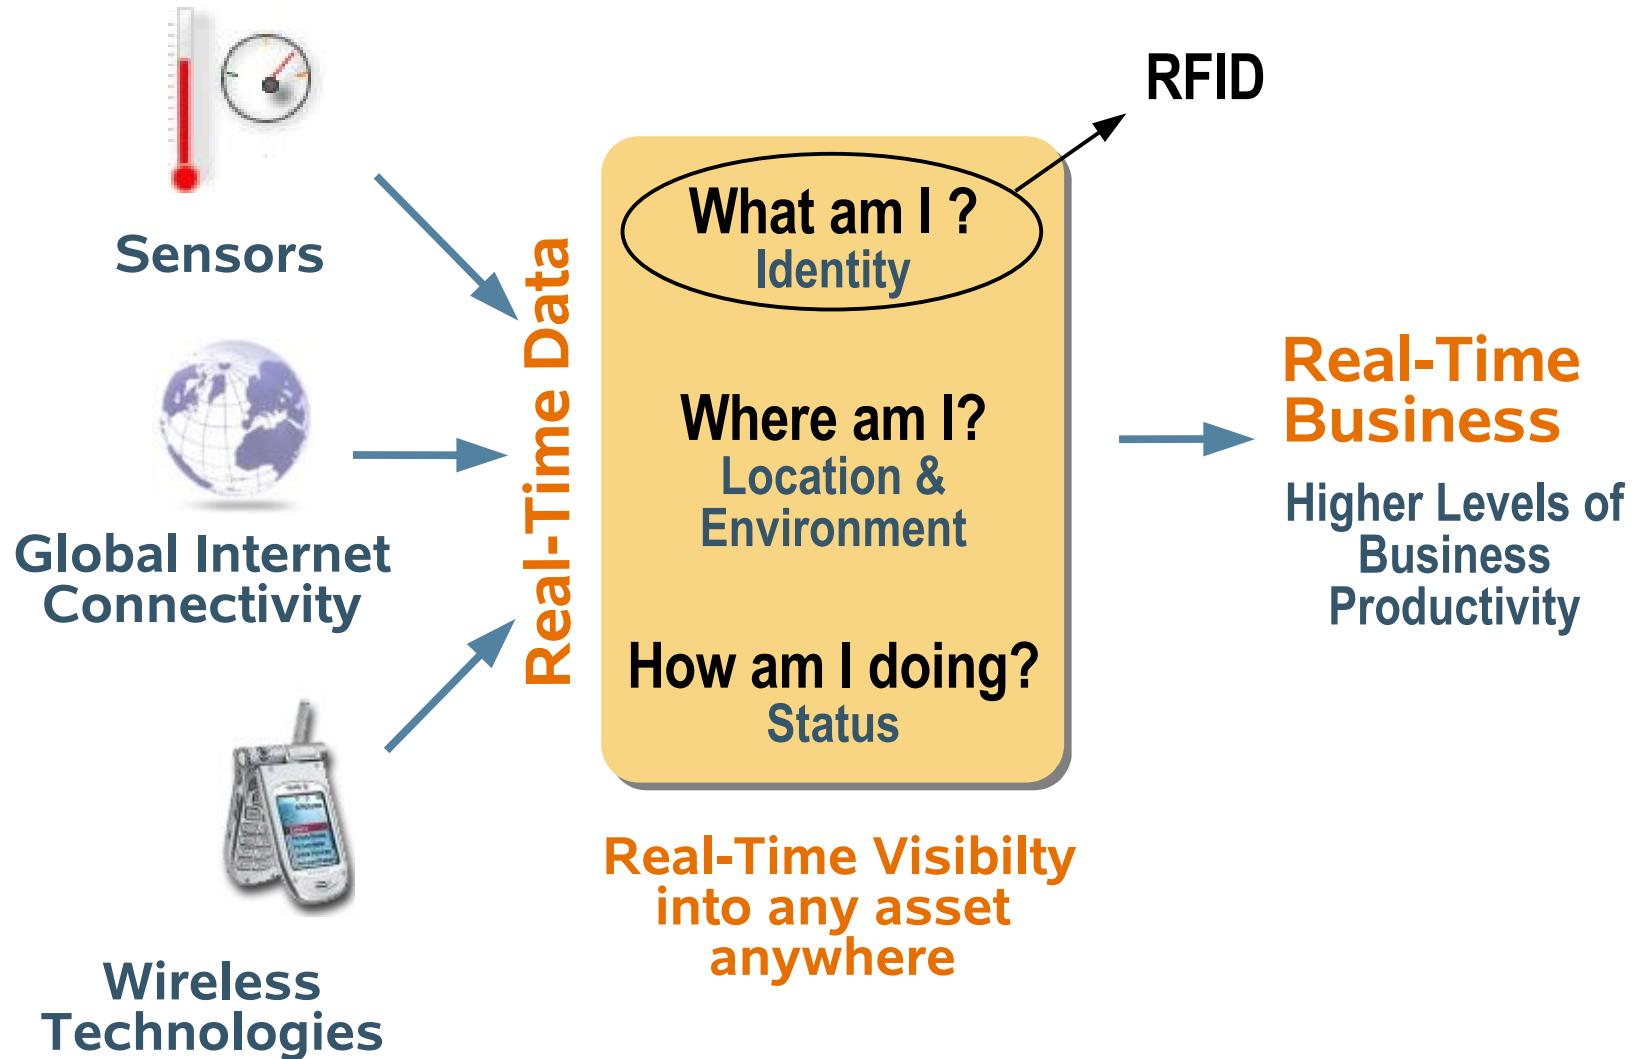 RFID
Sensors
Global Internet
Connectivity
Wireless
Technologies
Real-Time Data
What am I ?
Identity
Where am I?
Location &
Environment
How am I doing?
Status
Real-Time Visibilty
into any asset
anywhere
Real-Time
Business
Higher Levels of
Business
Productivity